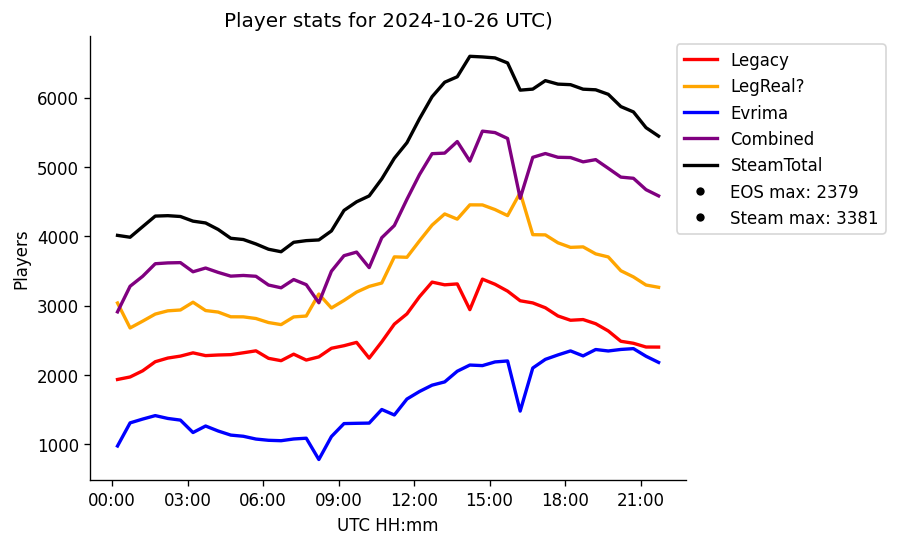 Player stats for 2024-10-26 UTC)
Legacy
LegReal?
Evrima
Combined
SteamTotal
EOS max: 2379
Steam max: 3381
Players
6000
5000
4000
3000
2000
1000
00:00 03:00 06:00 09:00 12:00 15:00 18:00 21:00
UTC HH:mm